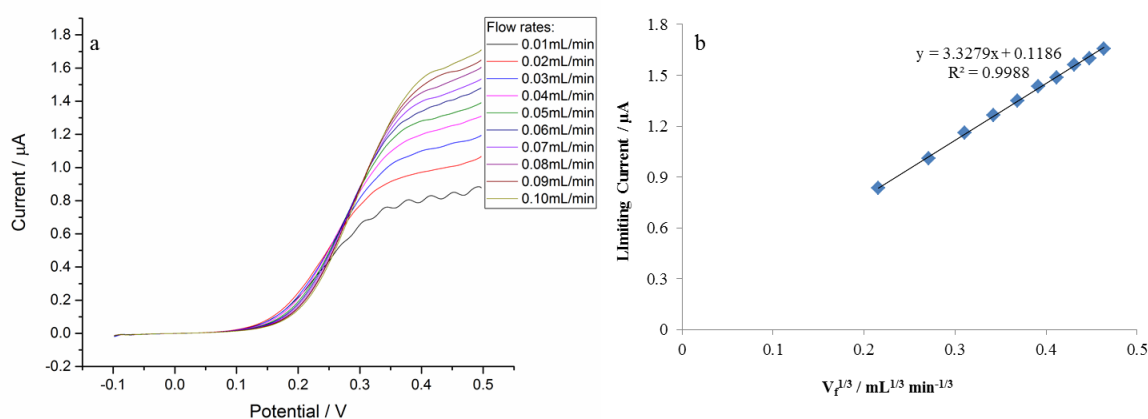 a
Flow rates:
0.01mL/min
0.02mL/min
0.03mL/min
0.04mL/min
0.05mL/min
0.06mL/min
0.07mL/min
0.08mL/min
0.09mL/min
0.10mL/min
1.8
1.6
1.4
1.2
1.0
0.8
0.6
0.4
0.2
0.0
-0.2
Current / μA
-0.1 0.0 0.1 0.2 0.3 0.4 0.5
Potential / V
b
y = 3.3279x + 0.1186
R² = 0.9988
1.8
1.5
1.2
0.9
0.6
0.3
0
LImiting Current / μA
0 0.1 0.2 0.3 0.4 0.5
V_f^1/3 / mL^1/3 min^-1/3